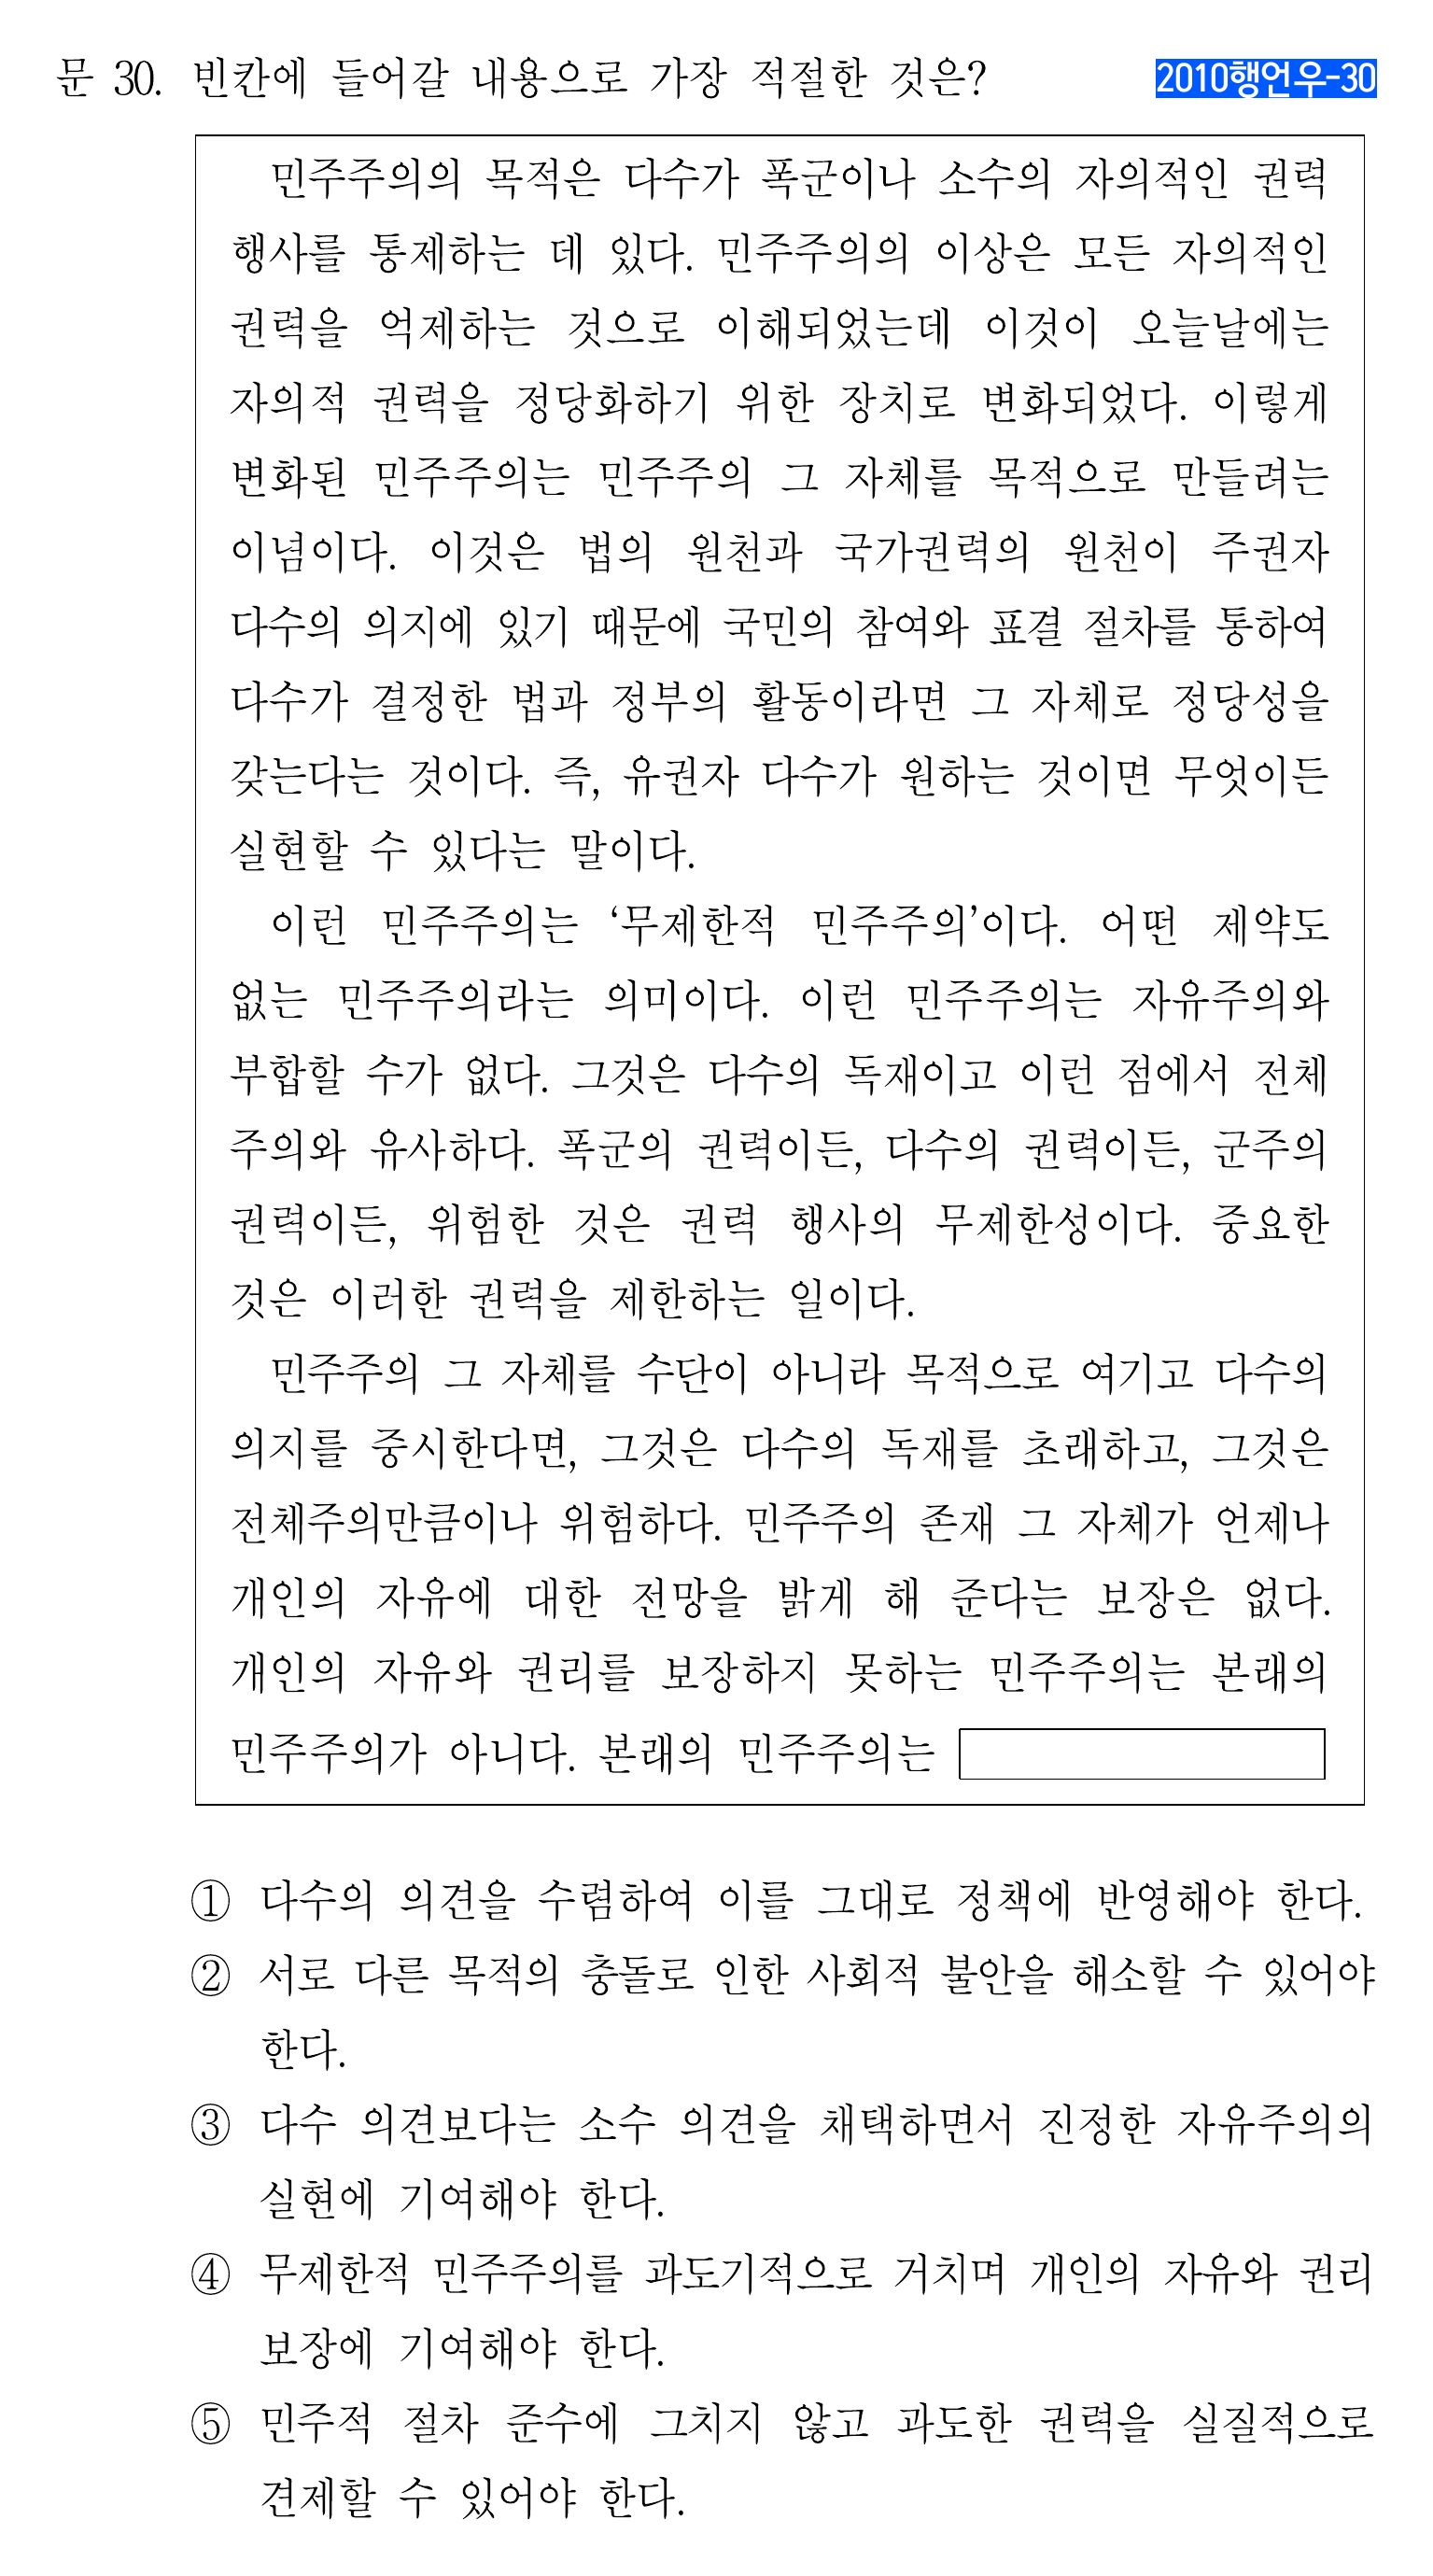 문 30. 빈칸에 들어갈 내용으로 가장 적절한 것은?
2010행언우-30
민주주의의 목적은 다수가 폭군이나 소수의 자의적인 권력
행사를 통제하는 데 있다. 민주주의의 이상은 모든 자의적인
권력을 억제하는 것으로 이해되었는데 이것이 오늘날에는
자의적 권력을 정당화하기 위한 장치로 변화되었다. 이렇게
변화된 민주주의는 민주주의 그 자체를 목적으로 만들려는
이념이다. 이것은 법의 원천과 국가권력의 원천이 주권자
다수의 의지에 있기 때문에 국민의 참여와 표결 절차를 통하여
다수가 결정한 법과 정부의 활동이라면 그 자체로 정당성을
갖는다는 것이다. 즉, 유권자 다수가 원하는 것이면 무엇이든
실현할 수 있다는 말이다.
이런 민주주의는 ‘무제한적 민주주의’이다. 어떤 제약도
없는 민주주의라는 의미이다. 이런 민주주의는 자유주의와
부합할 수가 없다. 그것은 다수의 독재이고 이런 점에서 전체
주의와 유사하다. 폭군의 권력이든, 다수의 권력이든, 군주의
권력이든, 위험한 것은 권력 행사의 무제한성이다. 중요한
것은 이러한 권력을 제한하는 일이다.
민주주의 그 자체를 수단이 아니라 목적으로 여기고 다수의
의지를 중시한다면, 그것은 다수의 독재를 초래하고, 그것은
전체주의만큼이나 위험하다. 민주주의 존재 그 자체가 언제나
개인의 자유에 대한 전망을 밝게 해 준다는 보장은 없다.
개인의 자유와 권리를 보장하지 못하는 민주주의는 본래의
민주주의가 아니다. 본래의 민주주의는
① 다수의 의견을 수렴하여 이를 그대로 정책에 반영해야 한다.
② 서로 다른 목적의 충돌로 인한 사회적 불안을 해소할 수 있어야
한다.
③ 다수 의견보다는 소수 의견을 채택하면서 진정한 자유주의의
실현에 기여해야 한다.
④ 무제한적 민주주의를 과도기적으로 거치며 개인의 자유와 권리
보장에 기여해야 한다.
⑤ 민주적 절차 준수에 그치지 않고 과도한 권력을 실질적으로
견제할 수 있어야 한다.